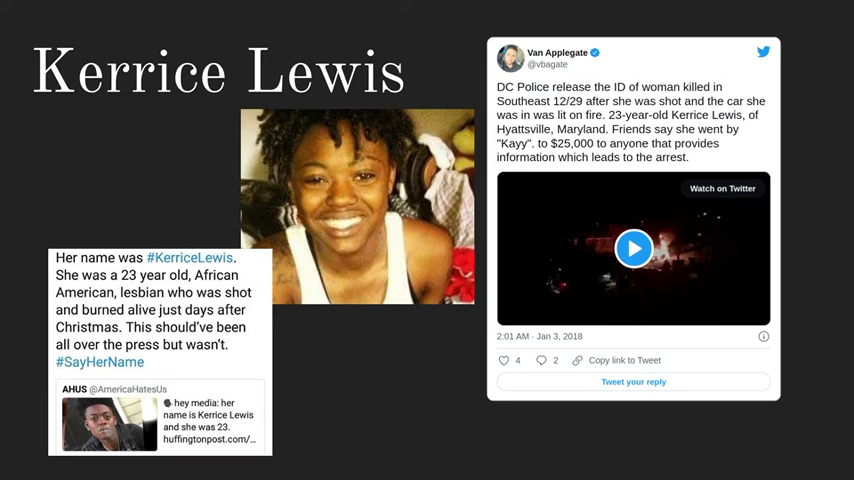 Kerrice Lewis
Her name was #KerriceLewis.
She was a 23 year old, African
American, lesbian who was shot
and burned alive just days after
Christmas. This should've been
all over the press but wasn't.
#SayHerName
AHUS @AmericaHatesUs
🗣 hey media: her
name is Kerrice Lewis
and she was 23.
huffingtonpost.com/...
Van Applegate
@vbagate
DC Police release the ID of woman killed in
Southeast 12/29 after she was shot and the car she
was in was lit on fire. 23-year-old Kerrice Lewis, of
Hyattsville, Maryland. Friends say she went by
"Kayy". to $25,000 to anyone that provides
information which leads to the arrest.
Watch on Twitter
2:01 AM · Jan 3, 2018
4 2 Copy link to Tweet
Tweet your reply